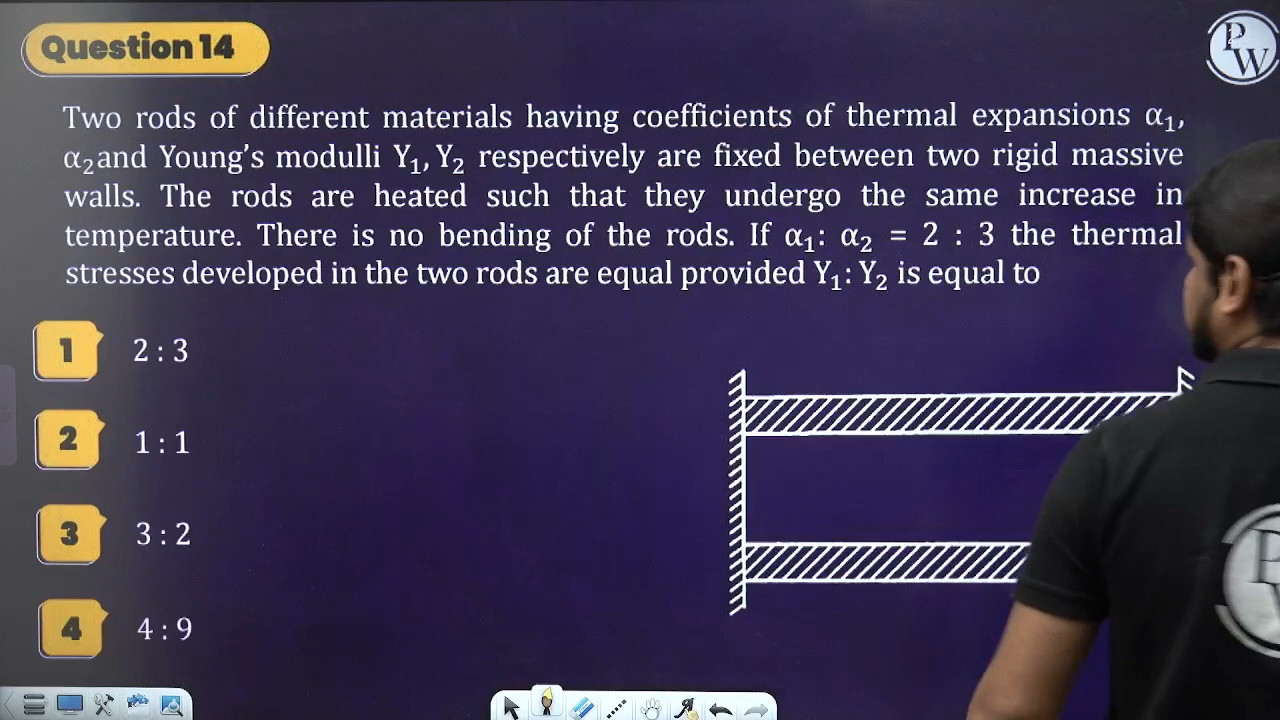 Question 14
P
W
Two rods of different materials having coefficients of thermal expansions α₁,
α₂and Young's modulli Y₁, Y₂ respectively are fixed between two rigid massive
walls. The rods are heated such that they undergo the same increase in
temperature. There is no bending of the rods. If α₁: α₂ = 2 : 3 the thermal
stresses developed in the two rods are equal provided Y₁: Y₂ is equal to
1 2 : 3
2 1 : 1
3 3 : 2
4 4 : 9